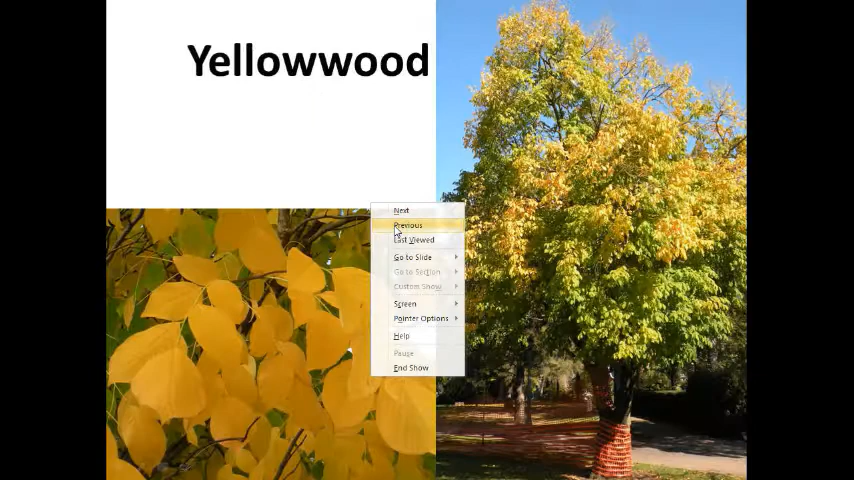 Yellowwood
Next
Previous
Last Viewed
Go to Slide
Go to Section
Custom Show
Screen
Pointer Options
Help
Pause
End Show